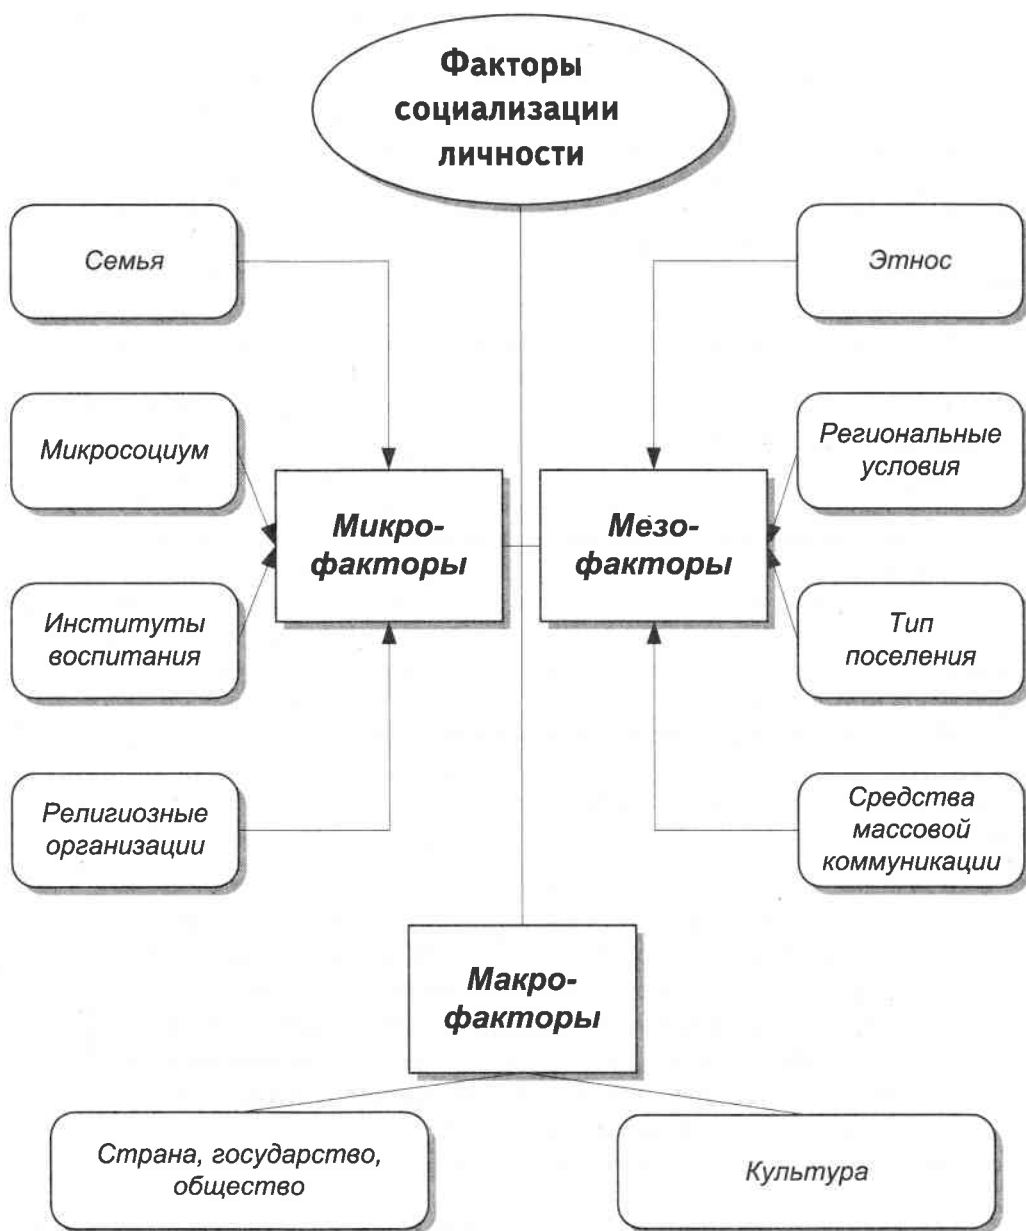 Факторы
социализации
личности
Семья
Этнос
Микросоциум
Региональные
условия
Микро-
факторы
Мезо-
факторы
Институты
воспитания
Тип
поселения
Религиозные
организации
Средства
массовой
коммуникации
Макро-
факторы
Страна, государство,
общество
Культура